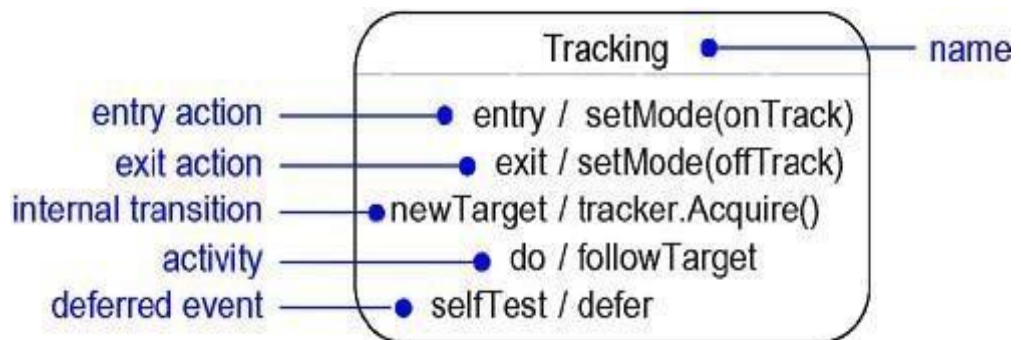 Tracking name
entry action entry / setMode(onTrack)
exit action exit / setMode(offTrack)
internal transition newTarget / tracker.Acquire()
activity do / followTarget
deferred event selfTest / defer